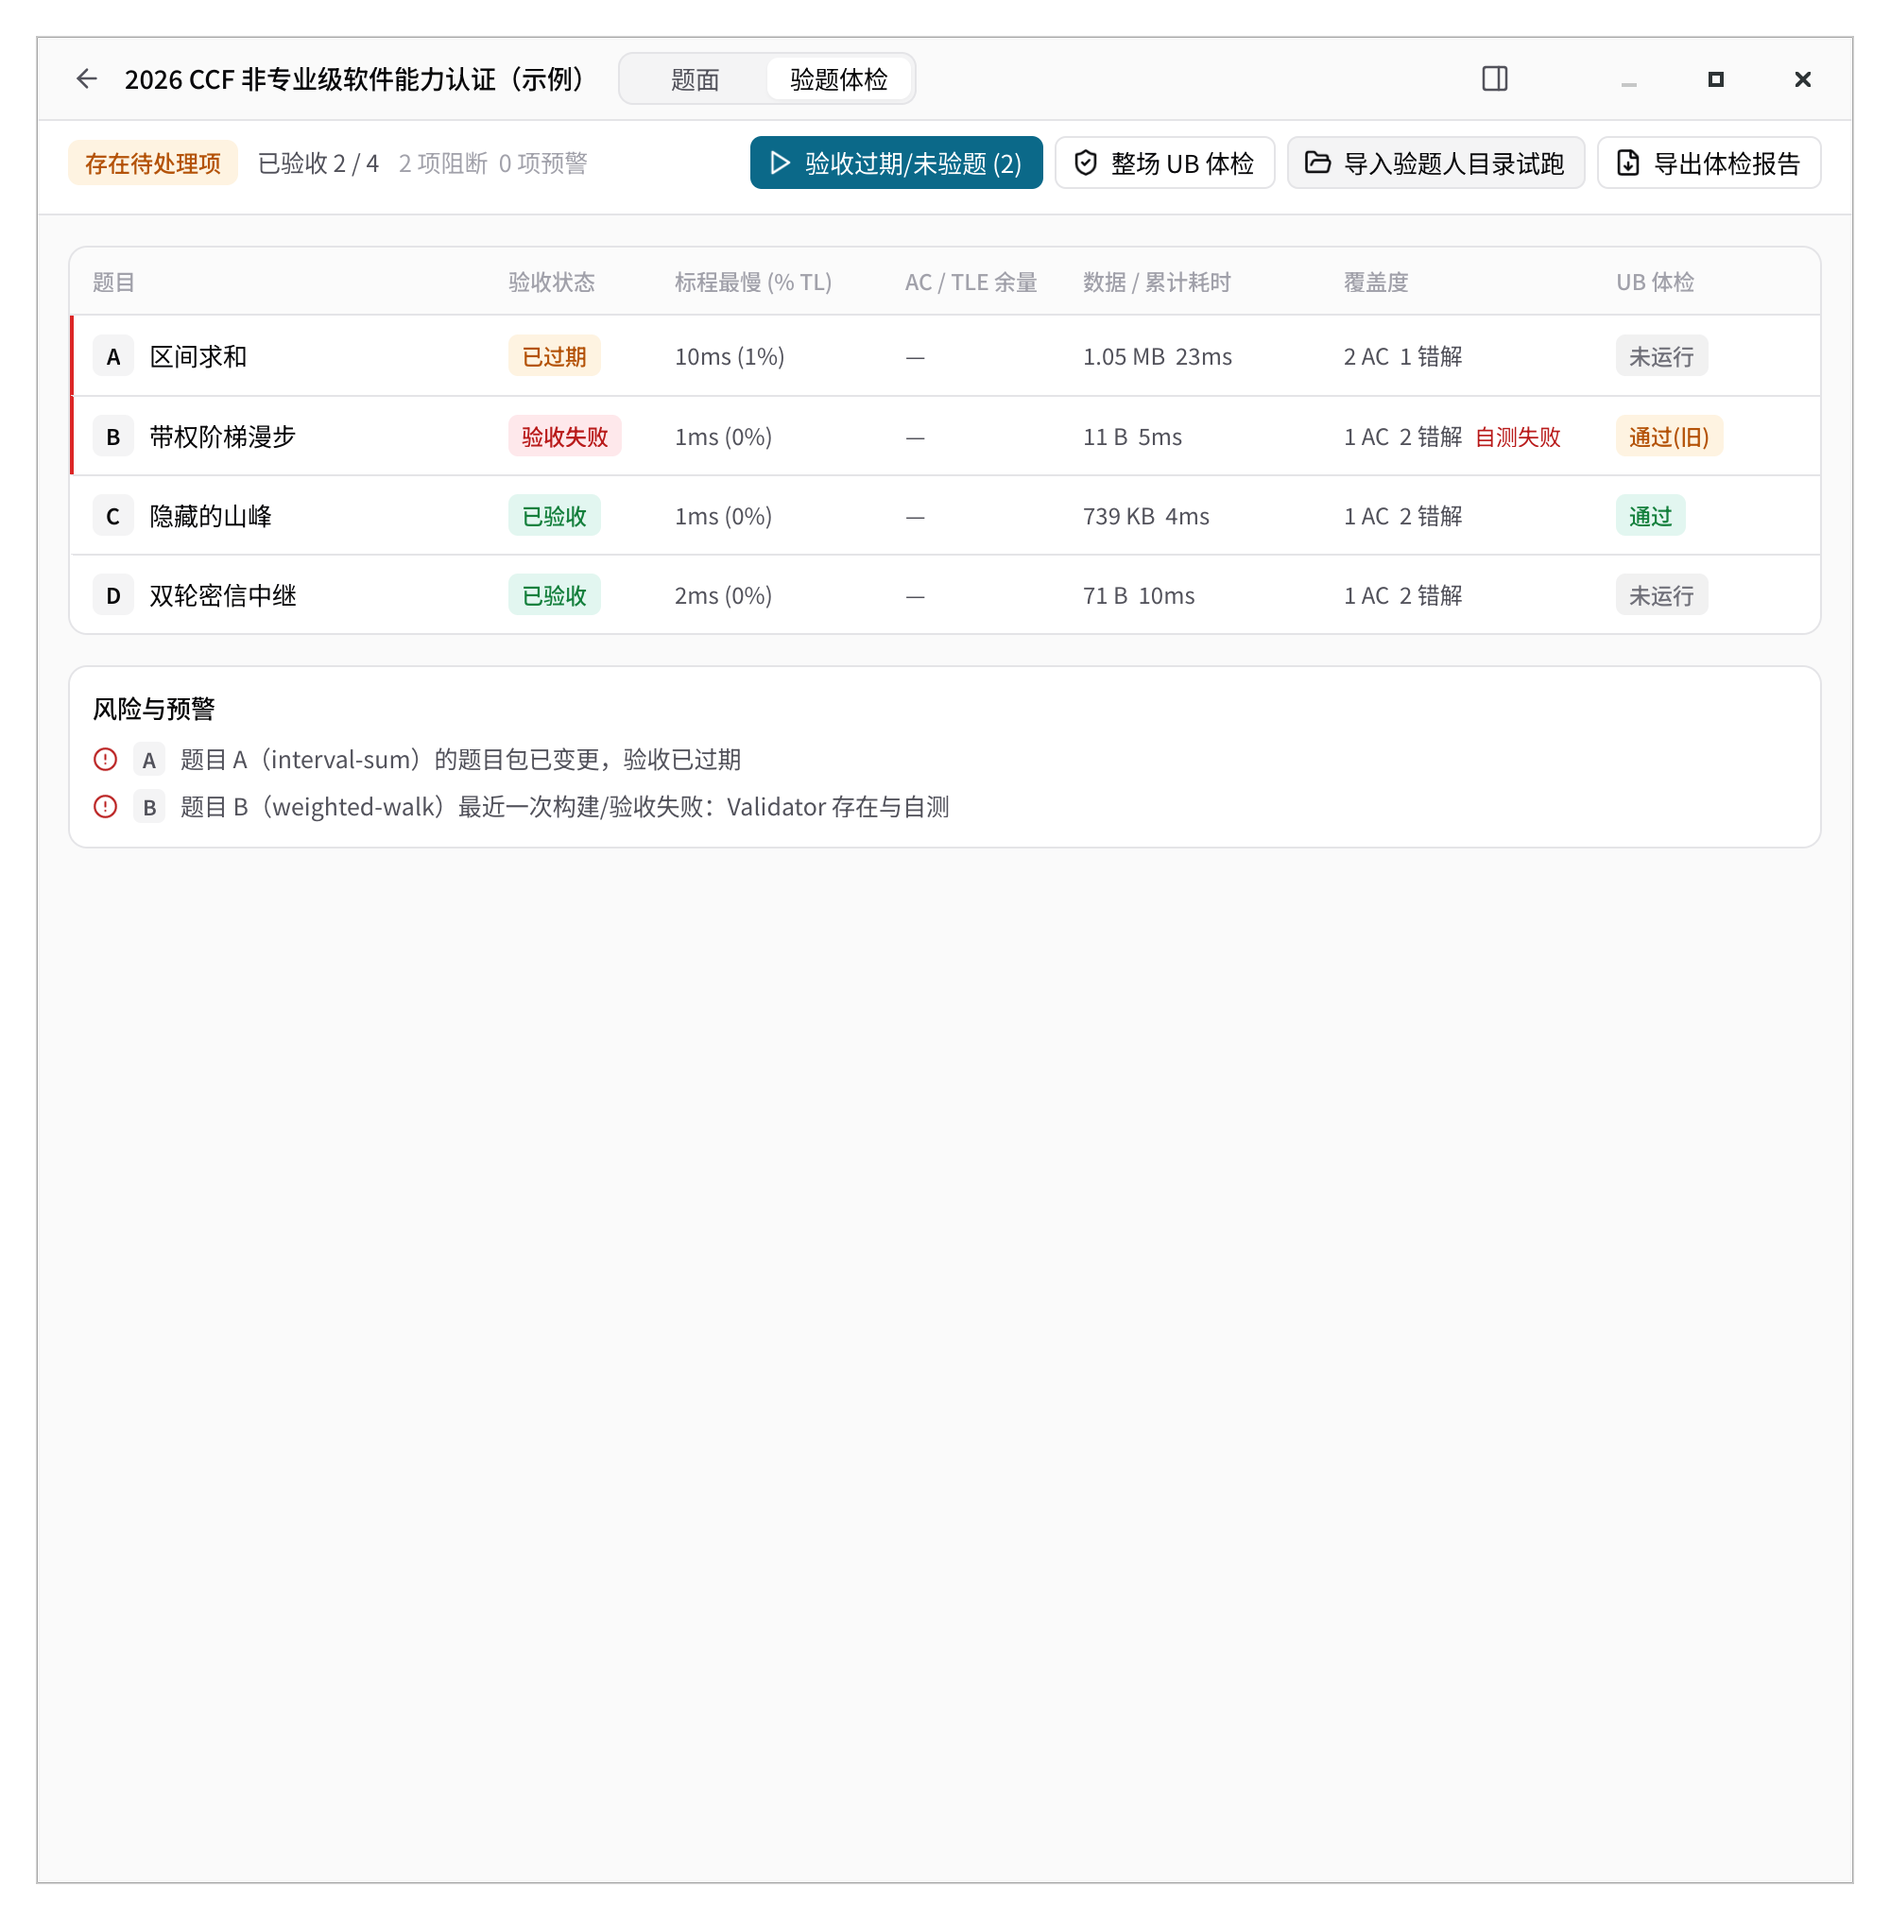 2026 CCF 非专业级软件能力认证（示例） 题面 验题体检
存在待处理项 已验收 2 / 4 2 项阻断 0 项预警 验收过期/未验题 (2) 整场 UB 体检 导入验题人目录试跑 导出体检报告
题目 验收状态 标程最慢 (% TL) AC / TLE 余量 数据 / 累计耗时 覆盖度 UB 体检
A 区间求和 已过期 10ms (1%) — 1.05 MB 23ms 2 AC 1 错解 未运行
B 带权阶梯漫步 验收失败 1ms (0%) — 11 B 5ms 1 AC 2 错解 自测失败 通过(旧)
C 隐藏的山峰 已验收 1ms (0%) — 739 KB 4ms 1 AC 2 错解 通过
D 双轮密信中继 已验收 2ms (0%) — 71 B 10ms 1 AC 2 错解 未运行
风险与预警
A 题目 A（interval-sum）的题目包已变更，验收已过期
B 题目 B（weighted-walk）最近一次构建/验收失败：Validator 存在与自测